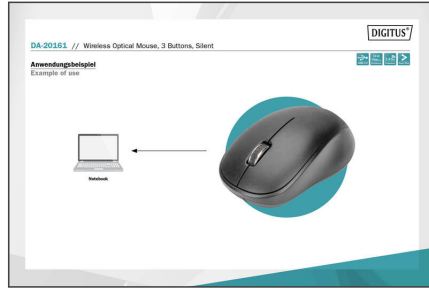 DIGITUS®
DA-20161 // Wireless Optical Mouse, 3 Buttons, Silent
Anwendungsbeispiel
Example of use
Notebook